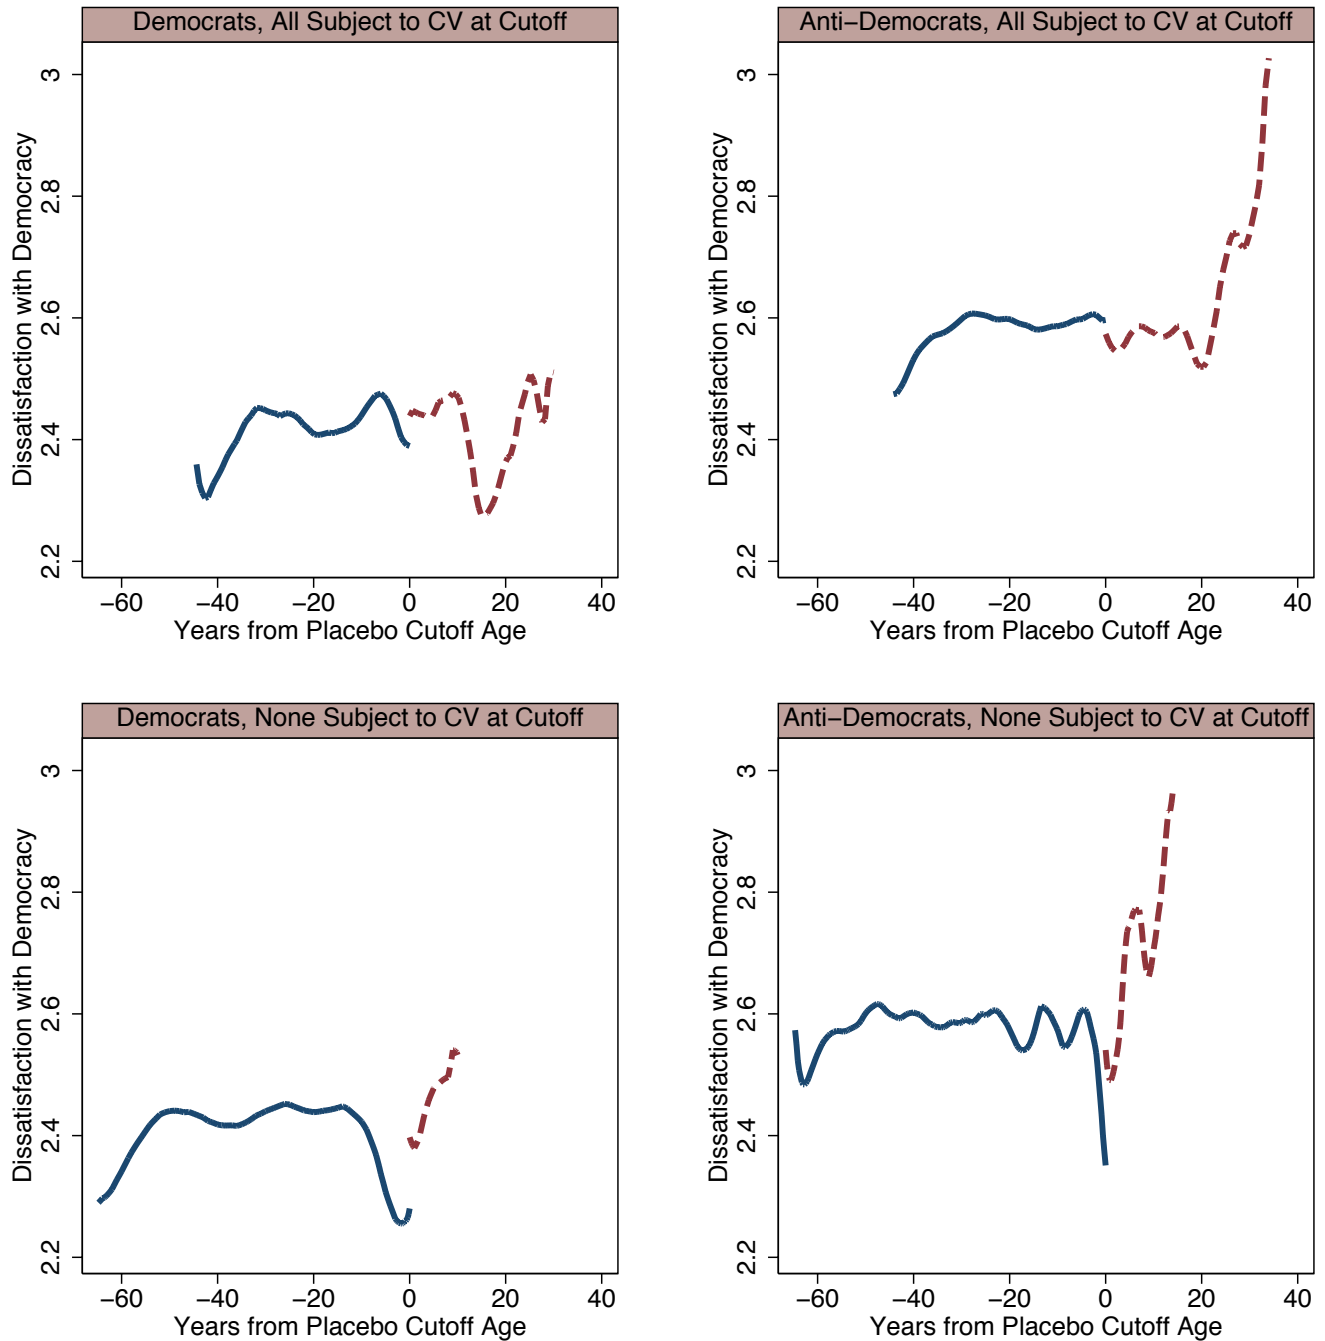 Democrats, All Subject to CV at Cutoff
Dissatisfaction with Democracy
3
2.8
2.6
2.4
2.2
−60 −40 −20 0 20 40
Years from Placebo Cutoff Age
Anti−Democrats, All Subject to CV at Cutoff
Dissatisfaction with Democracy
3
2.8
2.6
2.4
2.2
−60 −40 −20 0 20 40
Years from Placebo Cutoff Age
Democrats, None Subject to CV at Cutoff
Dissatisfaction with Democracy
3
2.8
2.6
2.4
2.2
−60 −40 −20 0 20 40
Years from Placebo Cutoff Age
Anti−Democrats, None Subject to CV at Cutoff
Dissatisfaction with Democracy
3
2.8
2.6
2.4
2.2
−60 −40 −20 0 20 40
Years from Placebo Cutoff Age